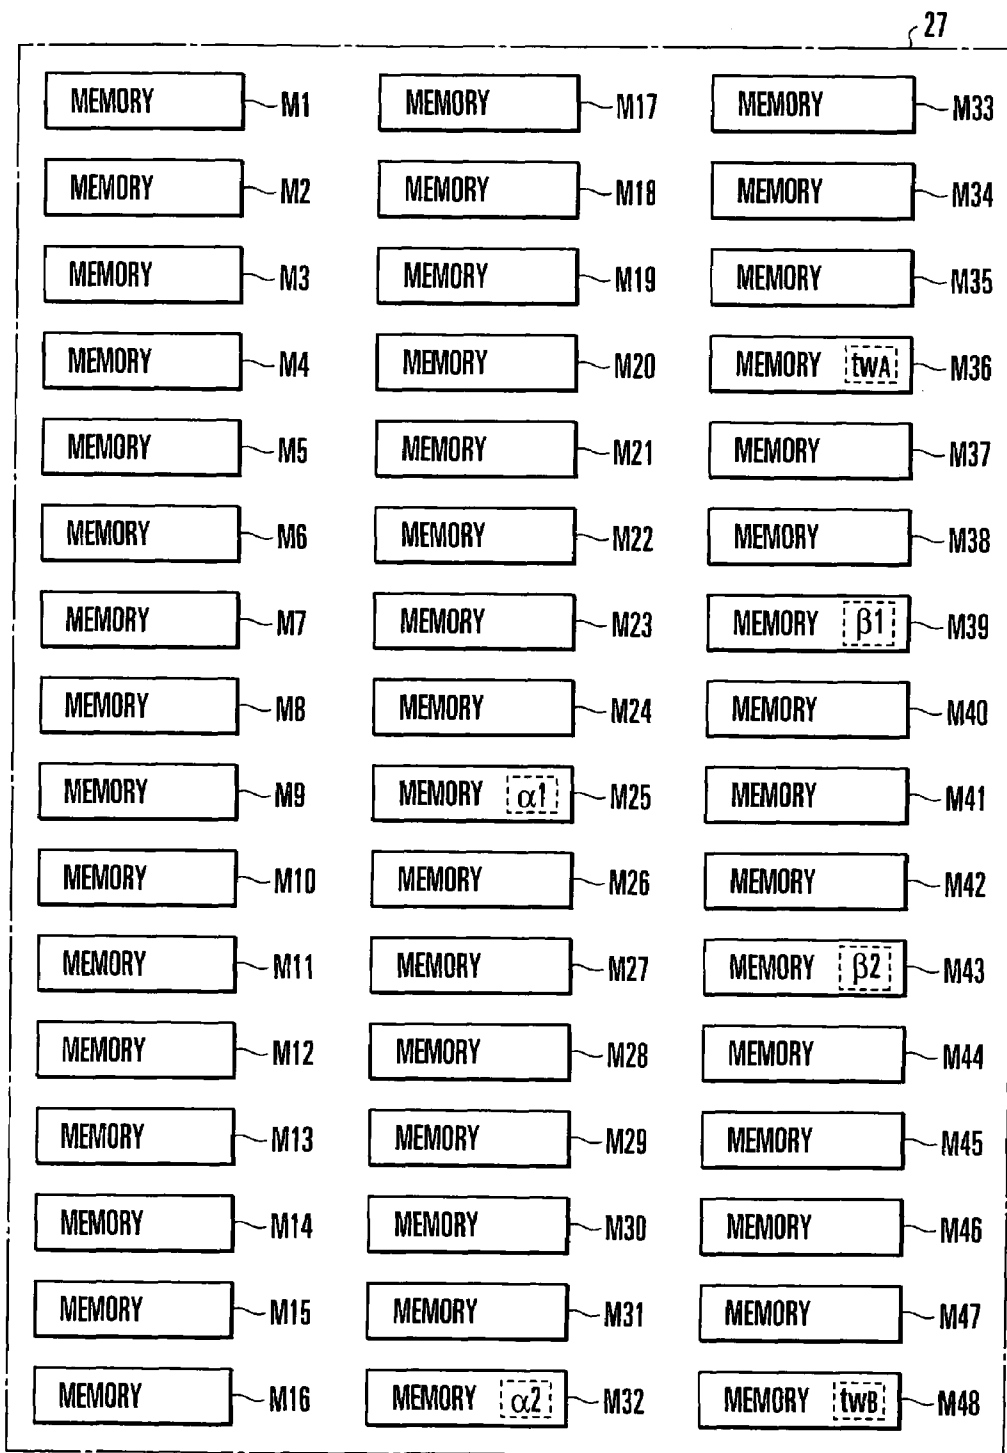 27
MEMORY M1 MEMORY M17 MEMORY M33
MEMORY M2 MEMORY M18 MEMORY M34
MEMORY M3 MEMORY M19 MEMORY M35
MEMORY M4 MEMORY M20 MEMORY twA M36
MEMORY M5 MEMORY M21 MEMORY M37
MEMORY M6 MEMORY M22 MEMORY M38
MEMORY M7 MEMORY M23 MEMORY β1 M39
MEMORY M8 MEMORY M24 MEMORY M40
MEMORY M9 MEMORY α1 M25 MEMORY M41
MEMORY M10 MEMORY M26 MEMORY M42
MEMORY M11 MEMORY M27 MEMORY β2 M43
MEMORY M12 MEMORY M28 MEMORY M44
MEMORY M13 MEMORY M29 MEMORY M45
MEMORY M14 MEMORY M30 MEMORY M46
MEMORY M15 MEMORY M31 MEMORY M47
MEMORY M16 MEMORY α2 M32 MEMORY twB M48